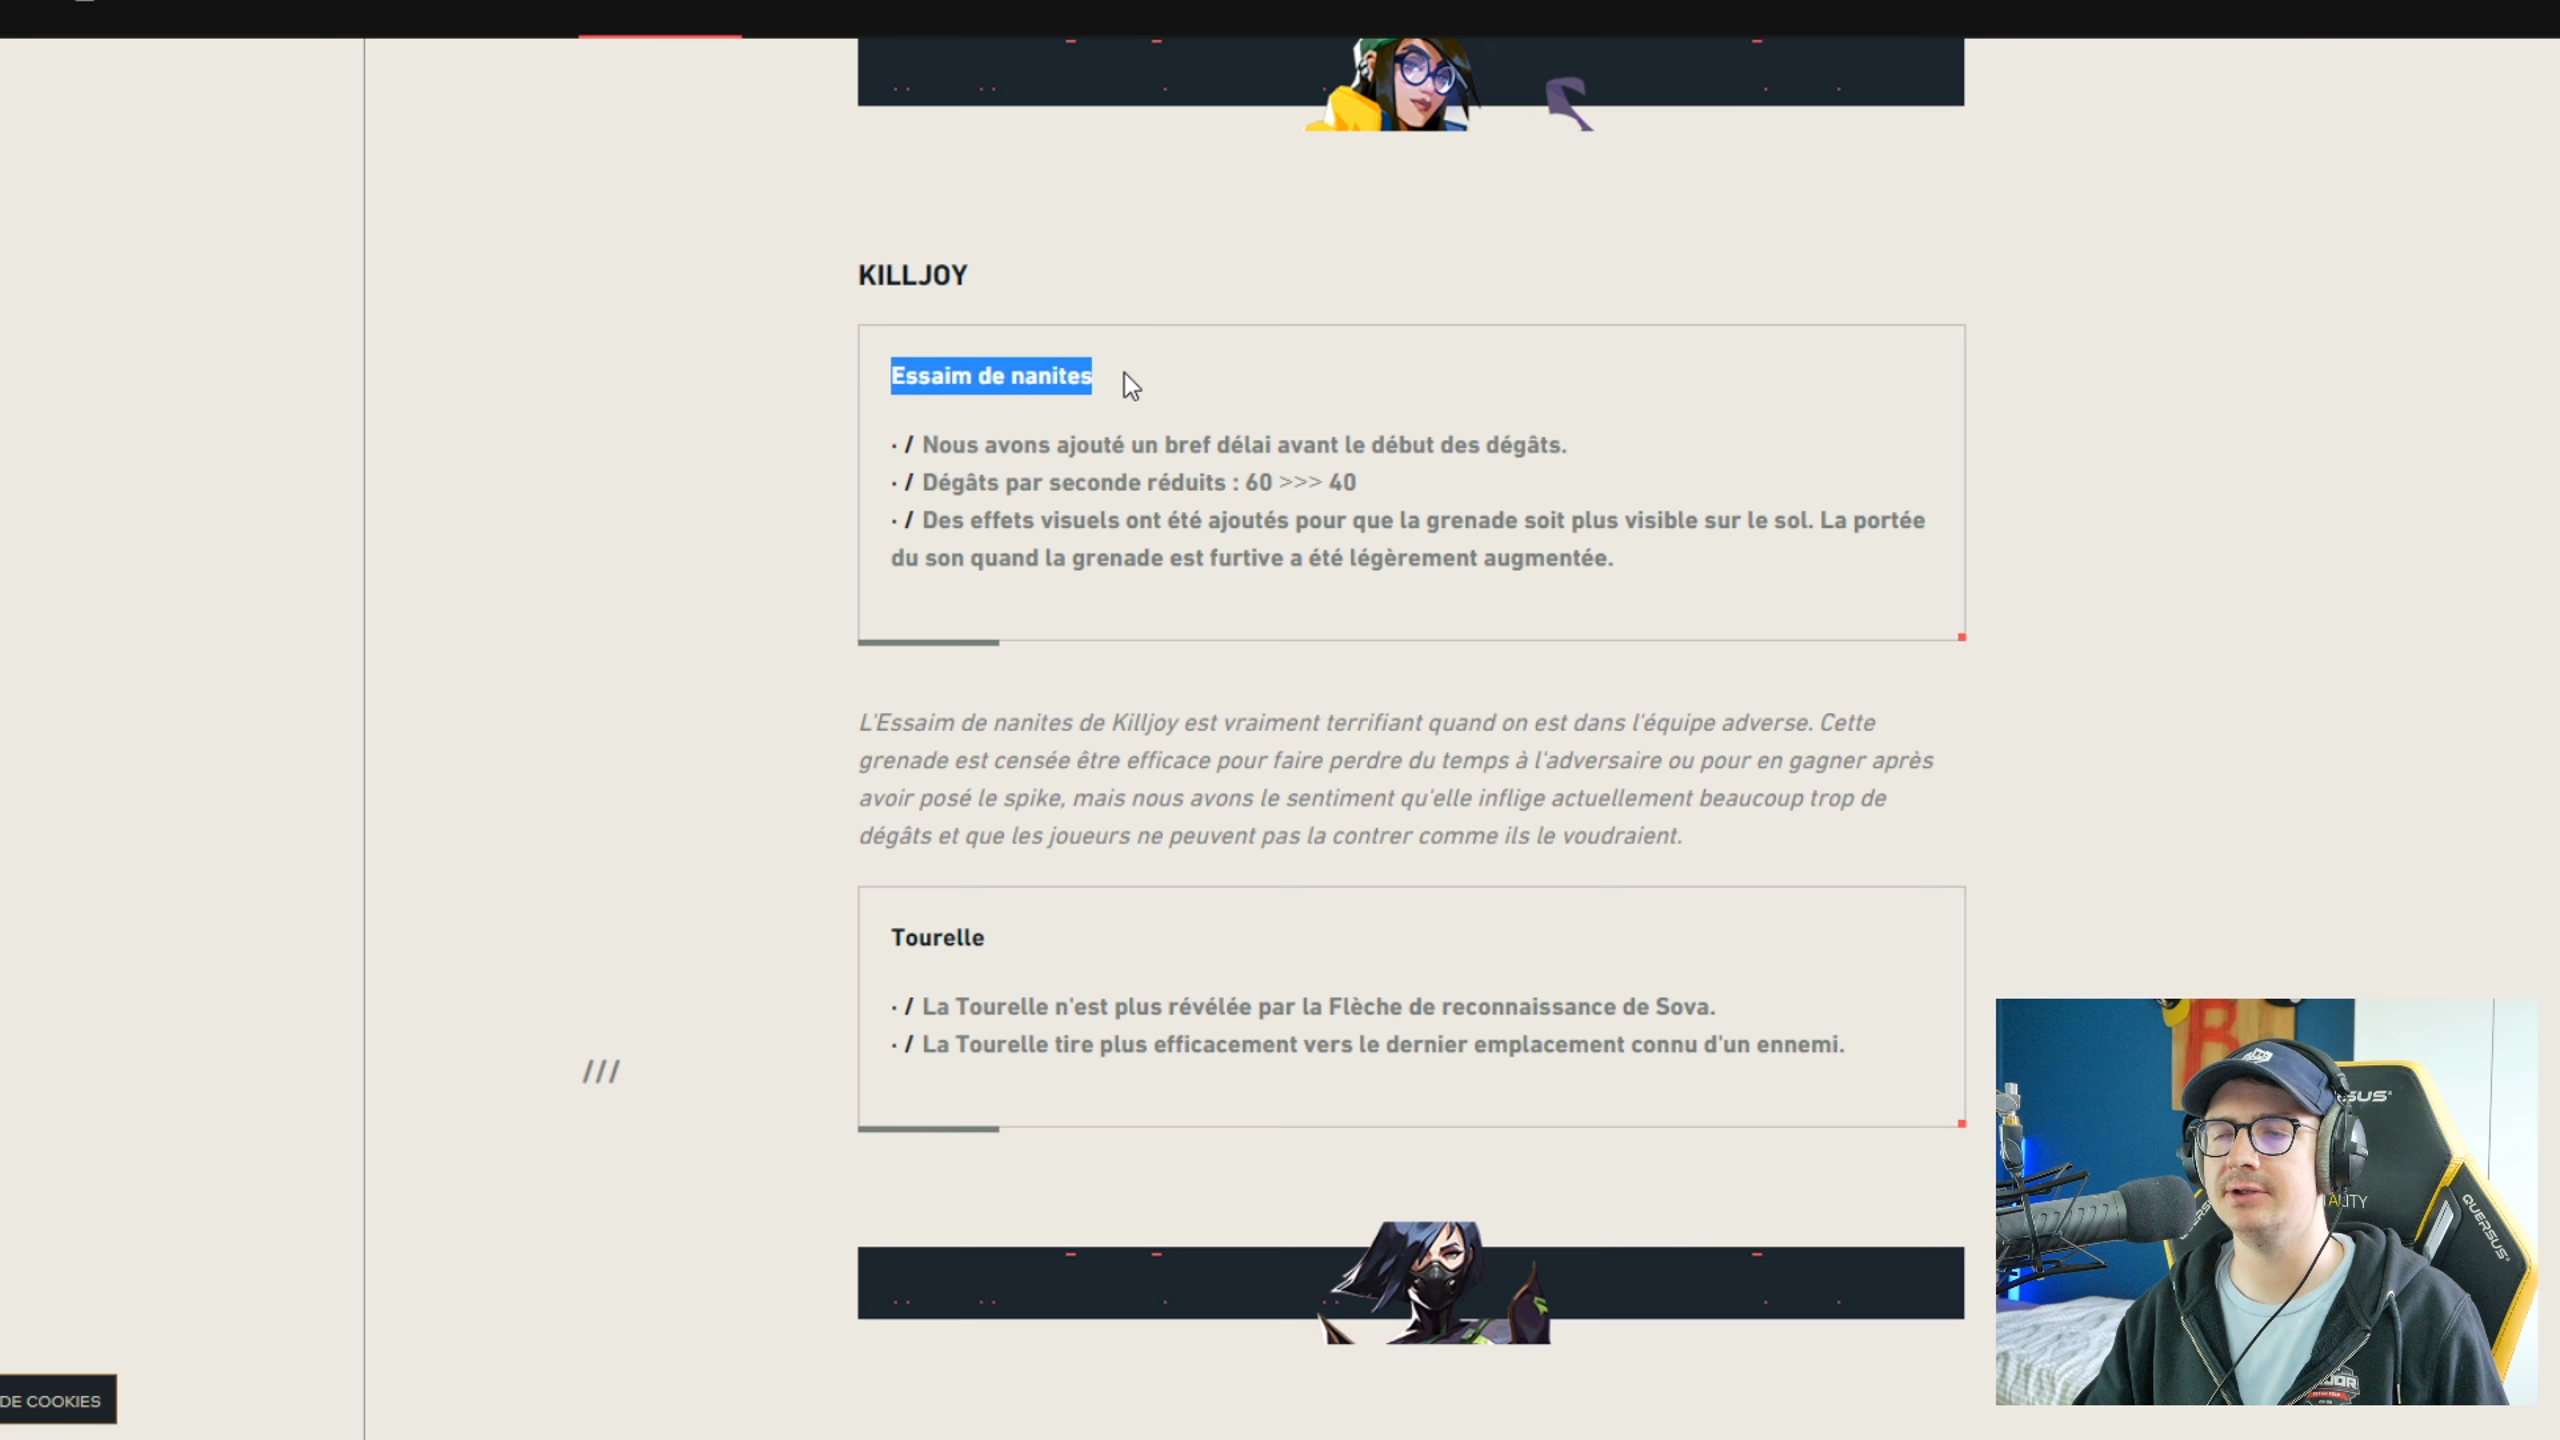 KILLJOY
Essaim de nanites
· / Nous avons ajouté un bref délai avant le début des dégâts.
· / Dégâts par seconde réduits : 60 >>> 40
· / Des effets visuels ont été ajoutés pour que la grenade soit plus visible sur le sol. La portée
du son quand la grenade est furtive a été légèrement augmentée.
L'Essaim de nanites de Killjoy est vraiment terrifiant quand on est dans l'équipe adverse. Cette
grenade est censée être efficace pour faire perdre du temps à l'adversaire ou pour en gagner après
avoir posé le spike, mais nous avons le sentiment qu'elle inflige actuellement beaucoup trop de
dégâts et que les joueurs ne peuvent pas la contrer comme ils le voudraient.
Tourelle
· / La Tourelle n'est plus révélée par la Flèche de reconnaissance de Sova.
· / La Tourelle tire plus efficacement vers le dernier emplacement connu d'un ennemi.
///
DE COOKIES
QUERSUS